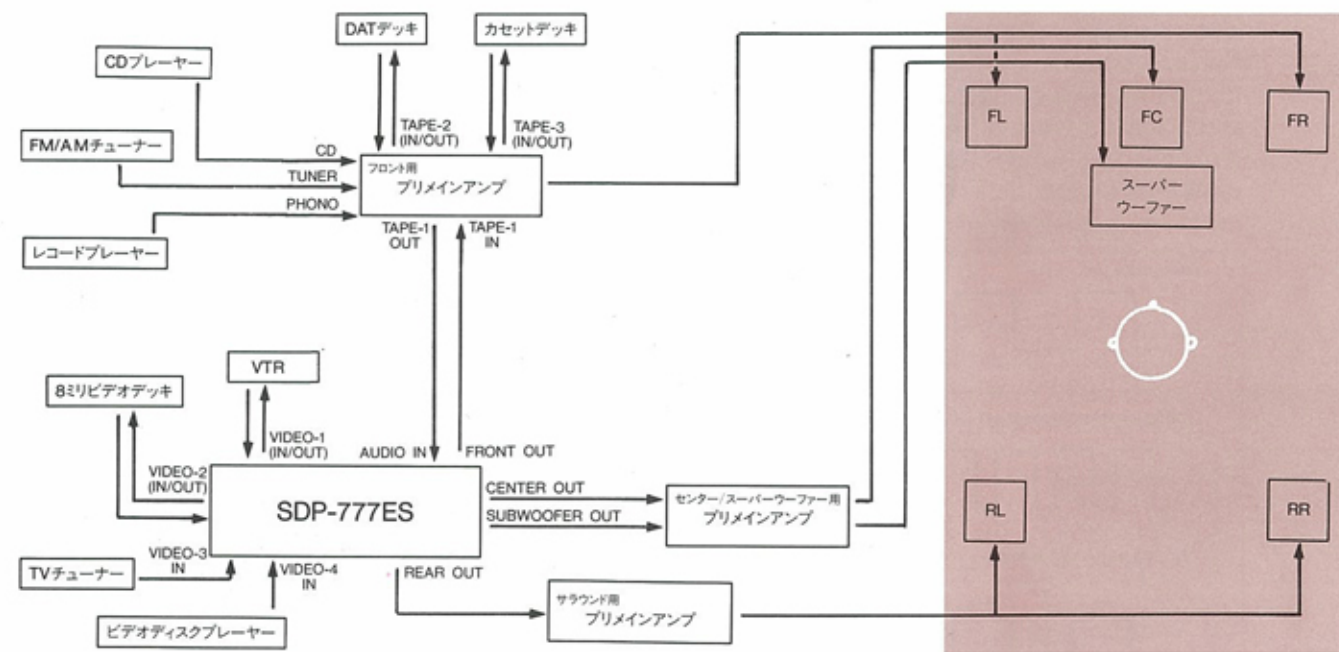 DATデッキ
カセットデッキ
CDプレーヤー
FM/AMチューナー
レコードプレーヤー
TAPE-2
(IN/OUT)
TAPE-3
(IN/OUT)
CD
TUNER
PHONO
フロント用
プリメインアンプ
TAPE-1
OUT
TAPE-1
IN
FL
FC
FR
スーパー
ウーファー
VTR
8ミリビデオデッキ
VIDEO-1
(IN/OUT)
VIDEO-2
(IN/OUT)
AUDIO IN
FRONT OUT
SDP-777ES
CENTER OUT
SUBWOOFER OUT
センター/スーパーウーファー用
プリメインアンプ
RL
RR
TVチューナー
VIDEO-3
IN
VIDEO-4
IN
REAR OUT
ビデオディスクプレーヤー
サラウンド用
プリメインアンプ